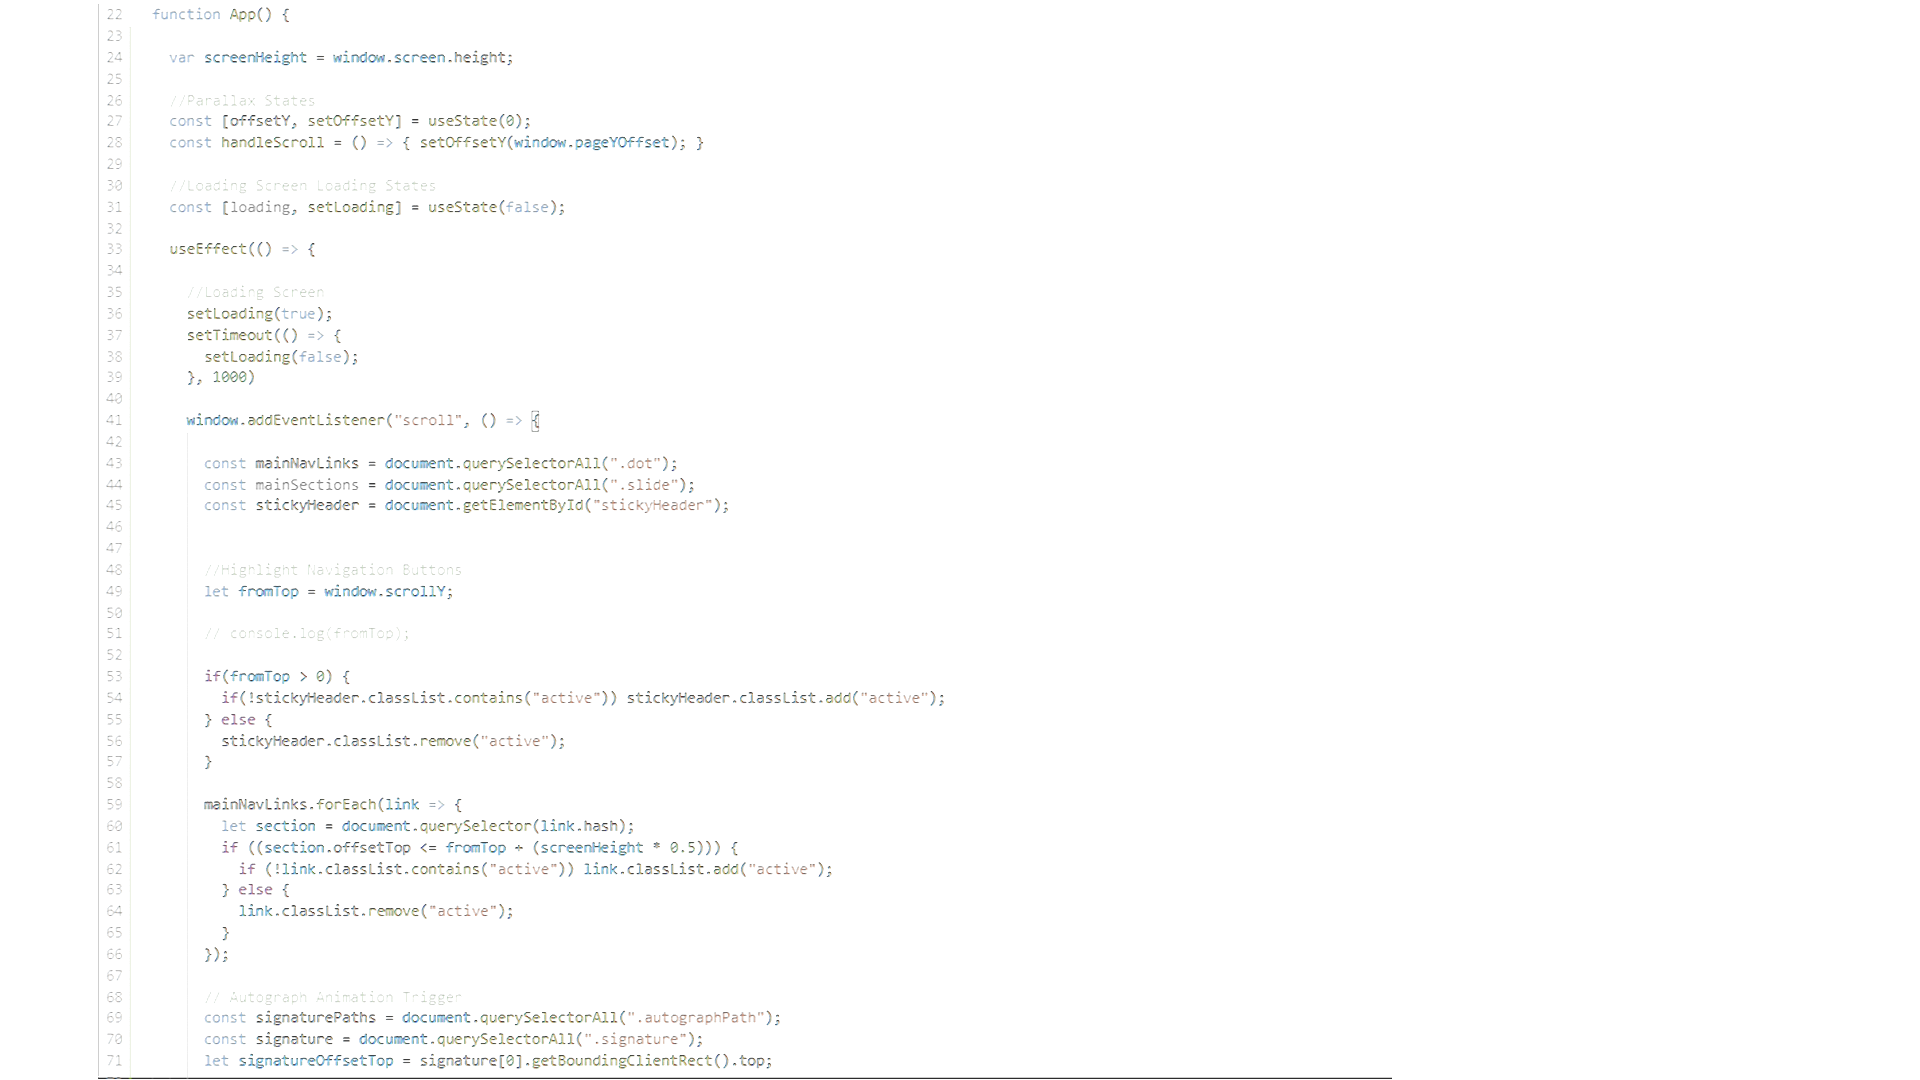 22 function App() {
23
24 var screenHeight = window.screen.height;
25
26 //Parallax States
27 const [offsetY, setOffsetY] = useState(0);
28 const handleScroll = () => { setOffsetY(window.pageYOffset); }
29
30 //Loading Screen Loading States
31 const [loading, setLoading] = useState(false);
32
33 useEffect(() => {
34
35 //Loading Screen
36 setLoading(true);
37 setTimeout(() => {
38 setLoading(false);
39 }, 1000)
40
41 window.addEventListener("scroll", () => {
42
43 const mainNavLinks = document.querySelectorAll(".dot");
44 const mainSections = document.querySelectorAll(".slide");
45 const stickyHeader = document.getElementById("stickyHeader");
46
47
48 //Highlight Navigation Buttons
49 let fromTop = window.scrollY;
50
51 // console.log(fromTop);
52
53 if(fromTop > 0) {
54 if(!stickyHeader.classList.contains("active")) stickyHeader.classList.add("active");
55 } else {
56 stickyHeader.classList.remove("active");
57 }
58
59 mainNavLinks.forEach(link => {
60 let section = document.querySelector(link.hash);
61 if ((section.offsetTop <= fromTop + (screenHeight * 0.5))) {
62 if (!link.classList.contains("active")) link.classList.add("active");
63 } else {
64 link.classList.remove("active");
65 }
66 });
67
68 // Autograph Animation Trigger
69 const signaturePaths = document.querySelectorAll(".autographPath");
70 const signature = document.querySelectorAll(".signature");
71 let signatureOffsetTop = signature[0].getBoundingClientRect().top;